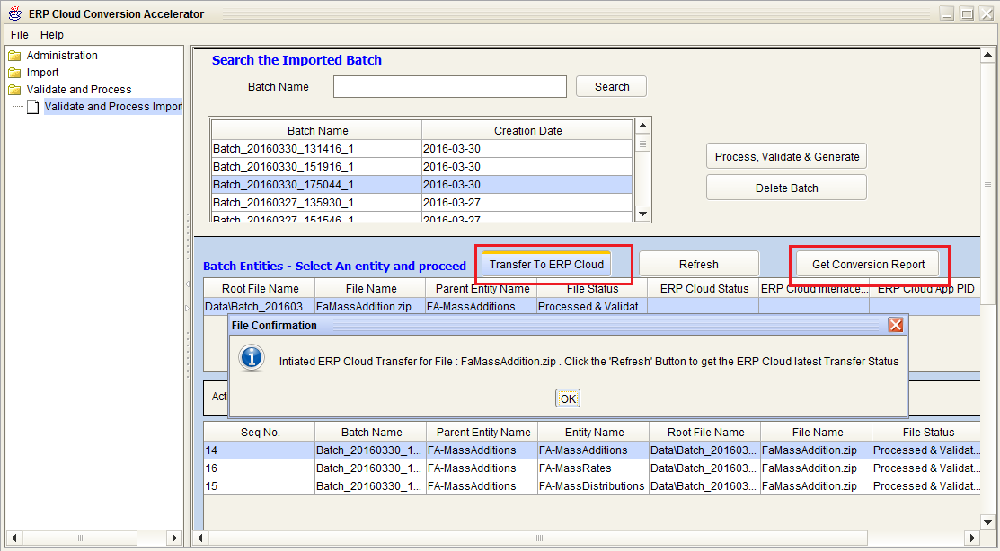 ERP Cloud Conversion Accelerator
File Help
Administration
Import
Validate and Process
Validate and Process Impor
Search the Imported Batch
Batch Name
Search
Batch Name Creation Date
Batch_20160330_131416_1 2016-03-30
Batch_20160330_151916_1 2016-03-30
Batch_20160330_175044_1 2016-03-30
Batch_20160327_135930_1 2016-03-27
Batch_20160327_151546_1 2016-03-27
Process, Validate & Generate
Delete Batch
Batch Entities - Select An entity and proceed
Transfer To ERP Cloud
Refresh
Get Conversion Report
Root File Name File Name Parent Entity Name File Status ERP Cloud Status ERP Cloud Interface... ERP Cloud App PID
Data\Batch_201603... FaMassAddition.zip FA-MassAdditions Processed & Validat...
File Confirmation
Intiated ERP Cloud Transfer for File : FaMassAddition.zip . Click the 'Refresh' Button to get the ERP Cloud latest Transfer Status
OK
Acti
Seq No. Batch Name Parent Entity Name Entity Name Root File Name File Name File Status
14 Batch_20160330_1... FA-MassAdditions FA-MassAdditions Data\Batch_201603... FaMassAddition.zip Processed & Validat...
16 Batch_20160330_1... FA-MassAdditions FA-MassRates Data\Batch_201603... FaMassAddition.zip Processed & Validat...
15 Batch_20160330_1... FA-MassAdditions FA-MassDistributions Data\Batch_201603... FaMassAddition.zip Processed & Validat...